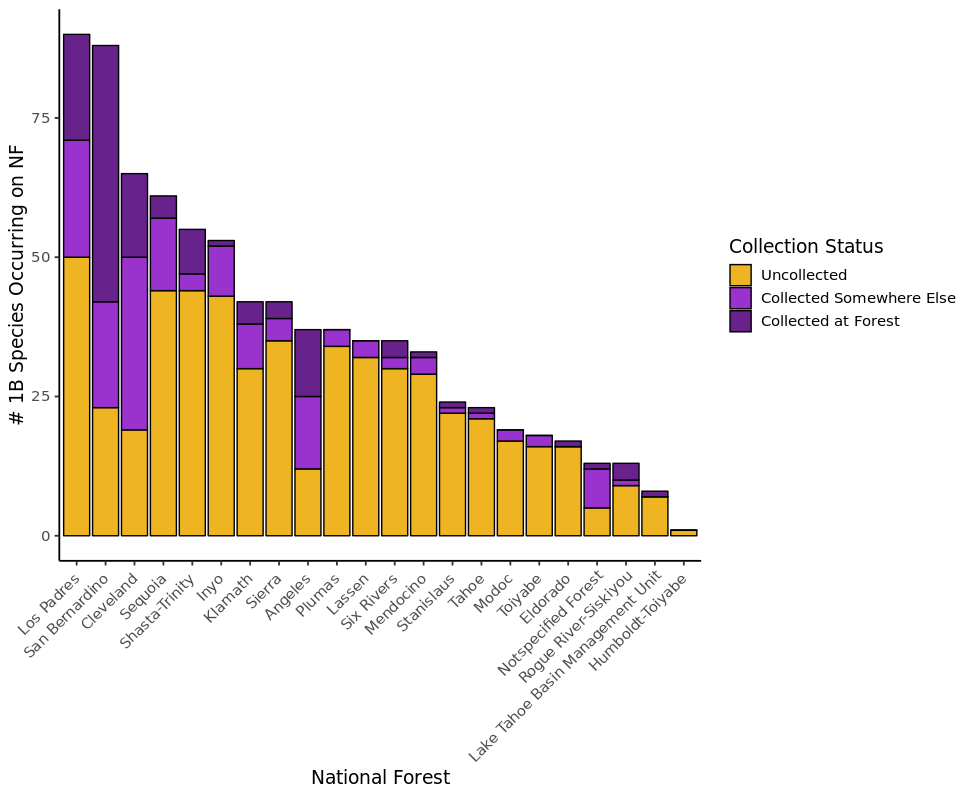 # 1B Species Occurring on NF
75
50
25
0
Los Padres
San Bernardino
Cleveland
Sequoia
Shasta-Trinity
Inyo
Klamath
Sierra
Angeles
Plumas
Lassen
Six Rivers
Mendocino
Stanislaus
Tahoe
Modoc
Toiyabe
Eldorado
Notspecified Forest
Rogue River-Siskiyou
Lake Tahoe Basin Management Unit
Humboldt-Toiyabe
National Forest
Collection Status
Uncollected
Collected Somewhere Else
Collected at Forest